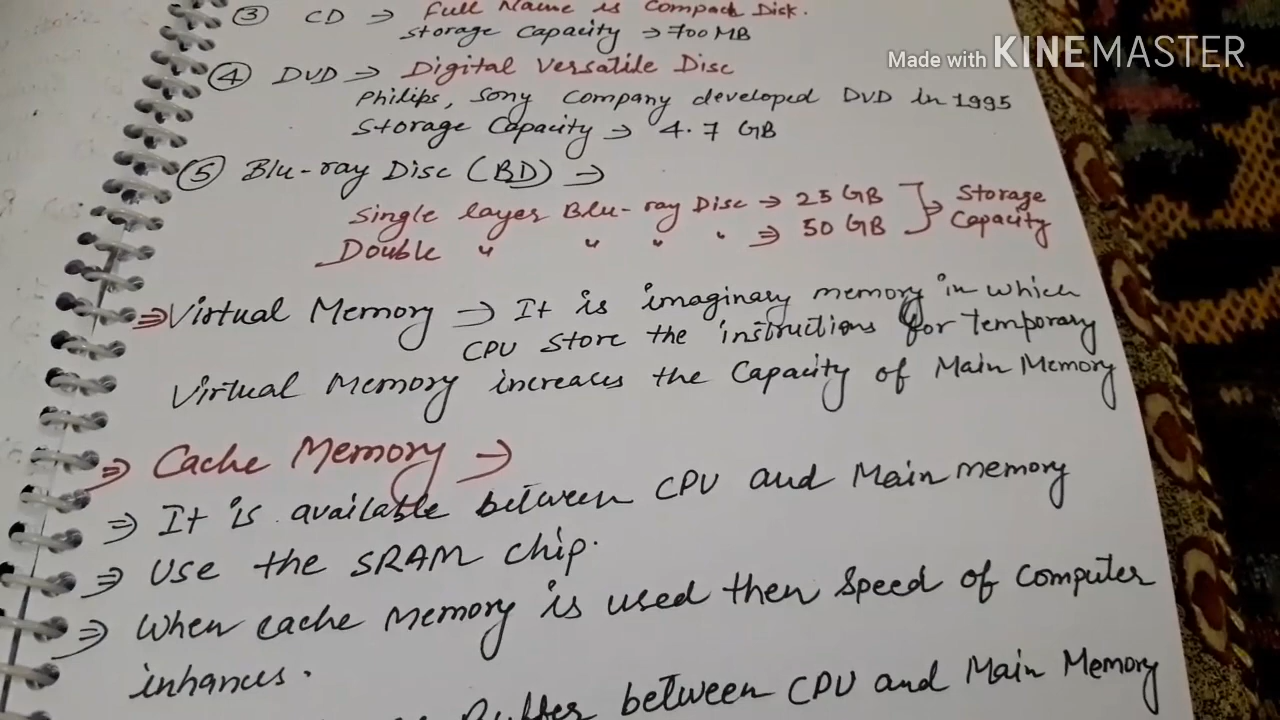 ③ CD ⇒ Full Name is Compack Disk.
Storage Capacity → 700 MB
Made with KINEMASTER
④ DVD → Digital Versatile Disc
Philips, Sony Company developed DVD in 1995
Storage Capacity → 4.7 GB
⑤ Blu-ray Disc (BD) ⇒
Single layer Blu-ray Disc → 25 GB
Double " " " " ⇒ 50 GB
⇒ Storage Capacity
⇒ Virtual Memory → It is imaginary memory in which
CPU store the instructions for temporary
Virtual Memory increases the Capacity of Main Memory
⇒ Cache Memory →
⇒ It is available between CPU and Main memory
⇒ Use the SRAM chip.
⇒ When cache memory is used then speed of computer
inhances.
Buffer between CPU and Main Memory